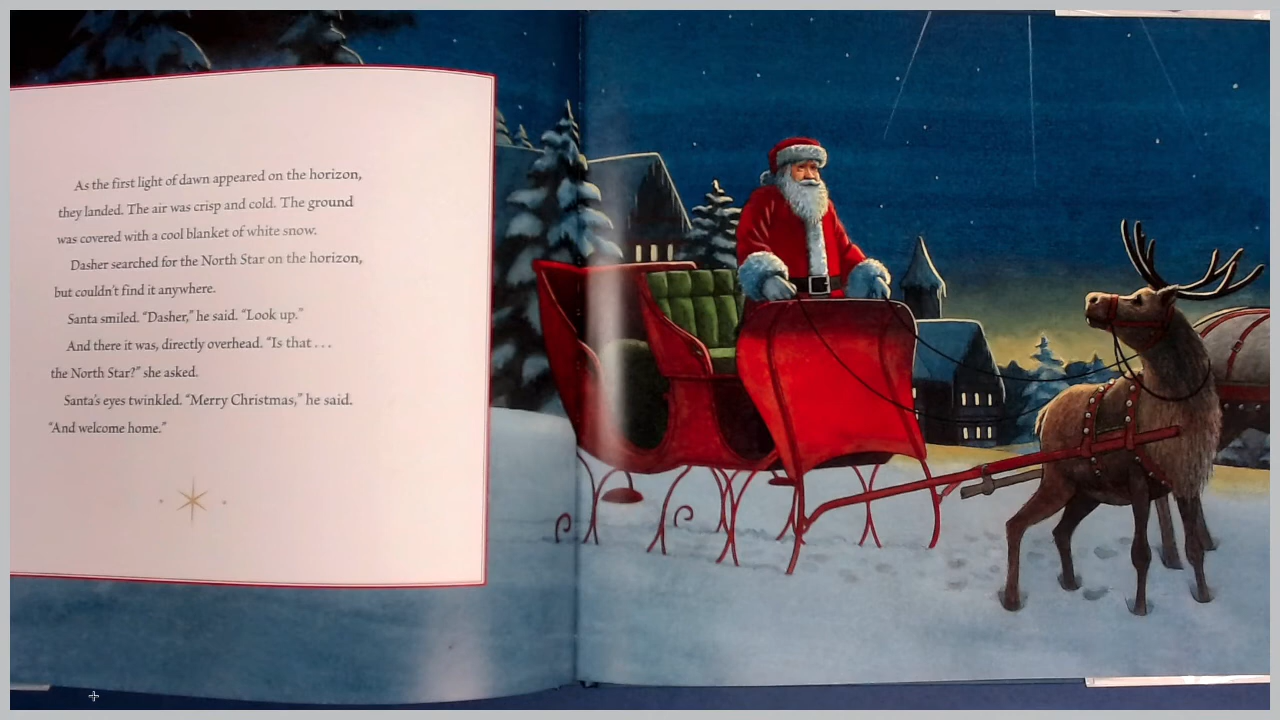 As the first light of dawn appeared on the horizon,
they landed. The air was crisp and cold. The ground
was covered with a cool blanket of white snow.
Dasher searched for the North Star on the horizon,
but couldn't find it anywhere.
Santa smiled. “Dasher,” he said. “Look up.”
And there it was, directly overhead. “Is that . . .
the North Star?” she asked.
Santa's eyes twinkled. “Merry Christmas,” he said.
“And welcome home.”